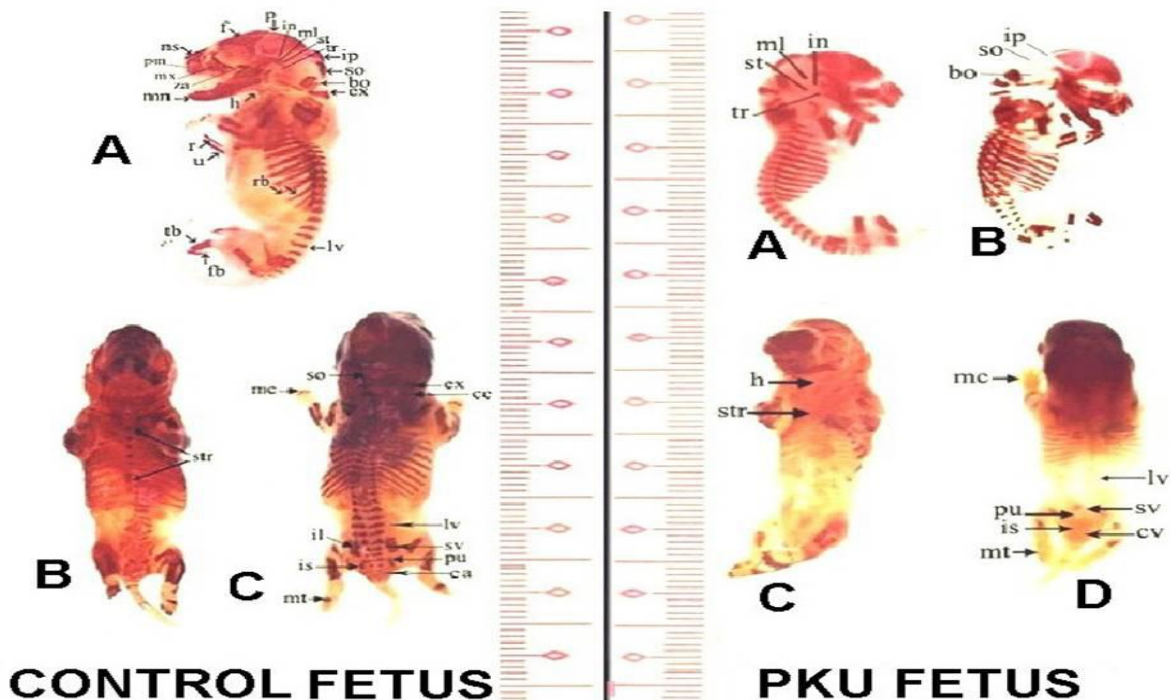 p
f
in
ml
st
tr
ns
ip
pm
so
mx
bo
za
ex
mn
h
A
r
u
rb
tb
lv
fb
so
mc
ex
str
il
lv
sv
is
pu
ca
mt
B
C
CONTROL FETUS
ml
in
st
tr
A
ip
so
bo
B
h
str
C
mc
lv
pu
sv
is
cv
mt
D
PKU FETUS